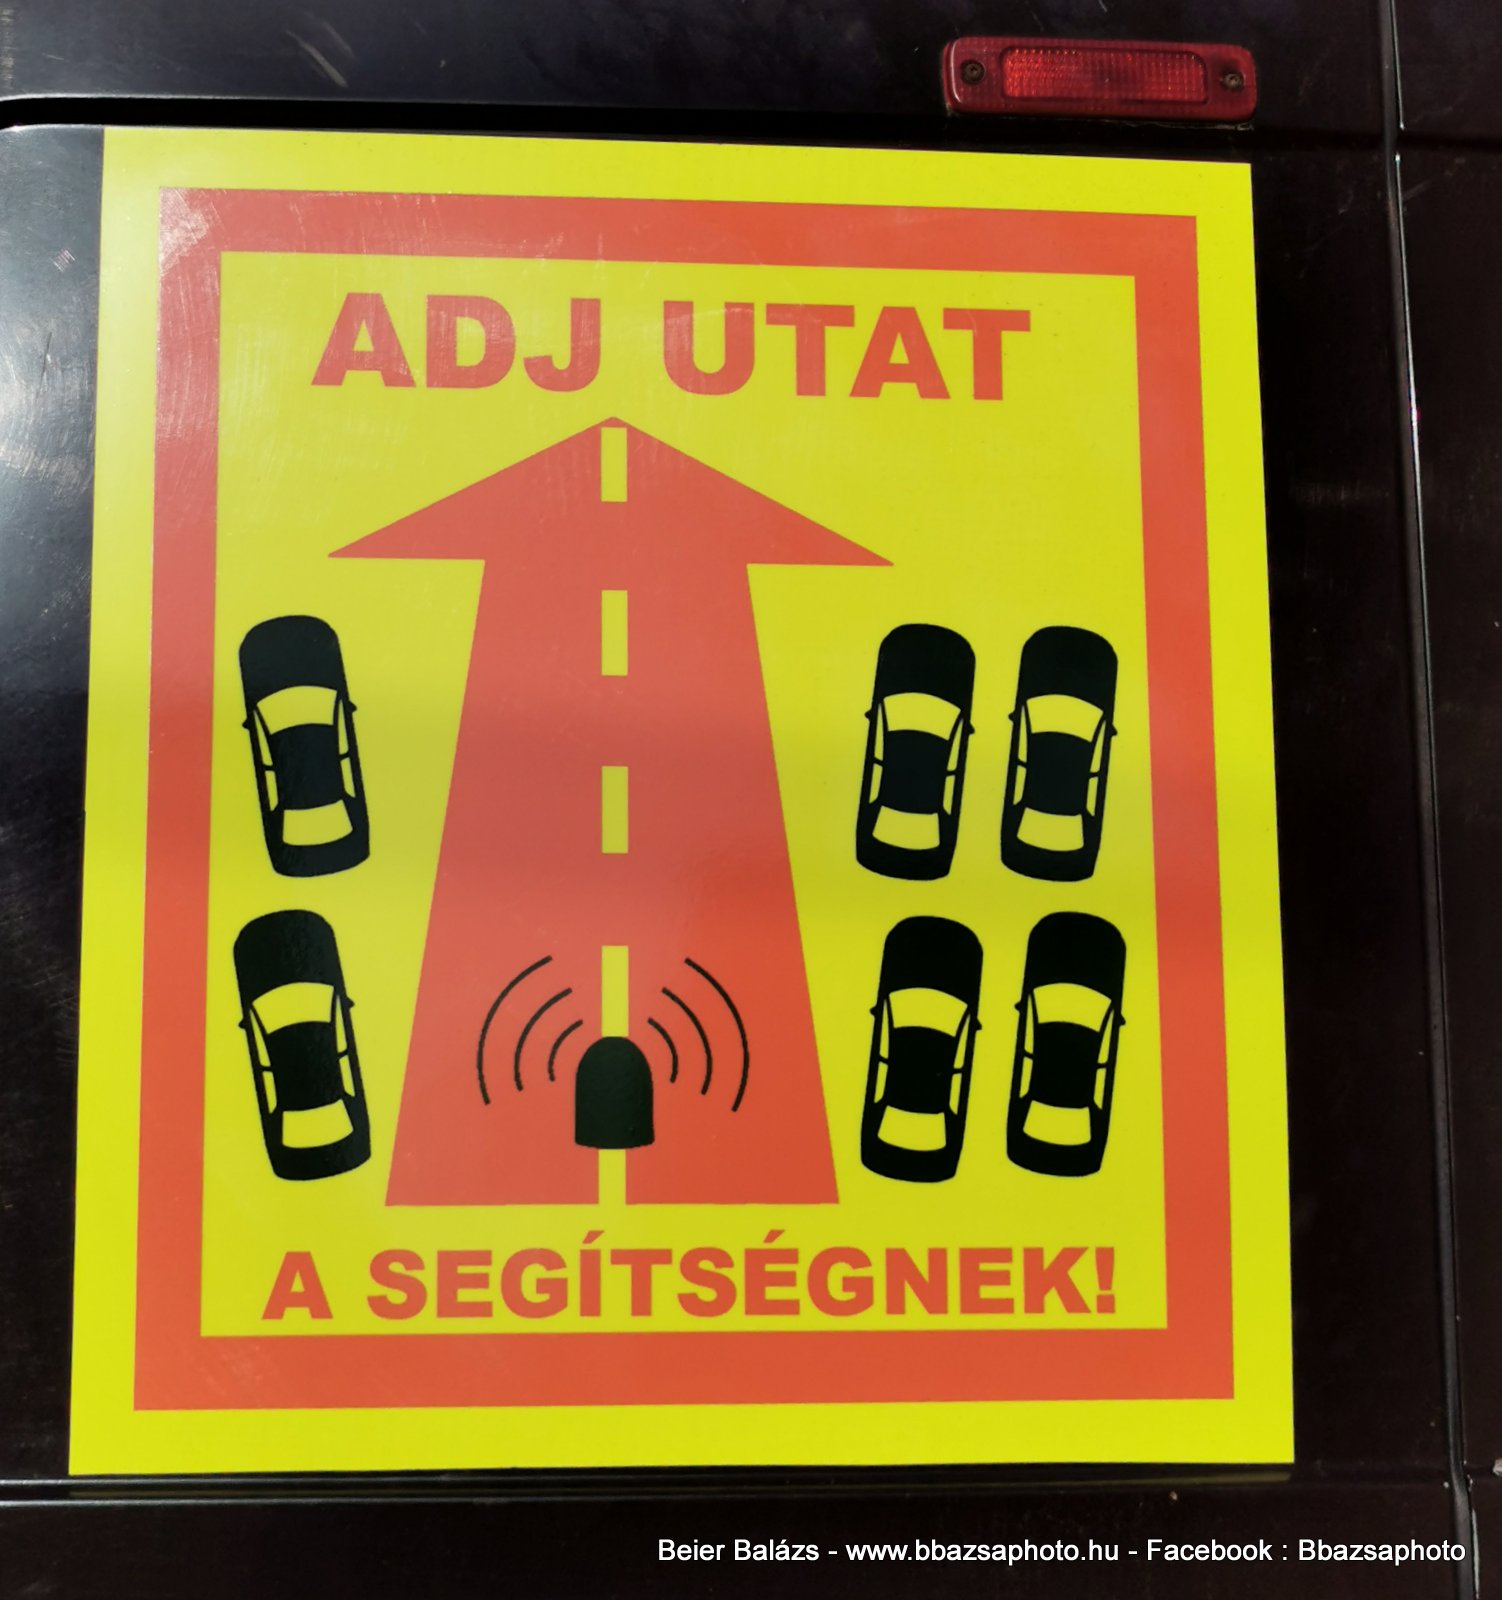 ADJ UTAT
A SEGÍTSÉGNEK!
Beier Balázs - www.bbazsaphoto.hu - Facebook : Bbazsaphoto